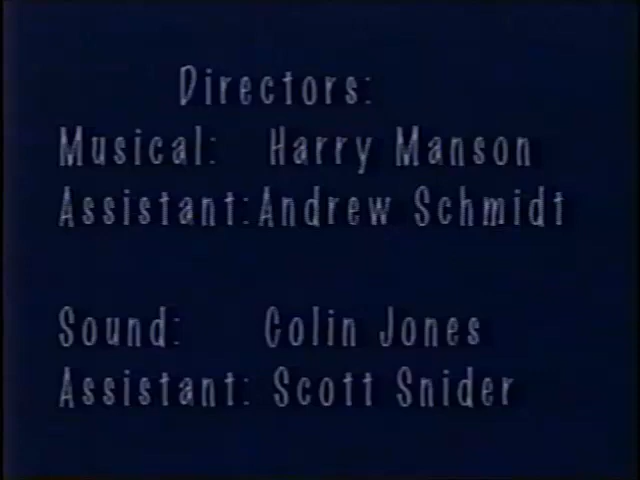 Directors:
Musical: Harry Manson
Assistant: Andrew Schmidt
Sound: Colin Jones
Assistant: Scott Snider